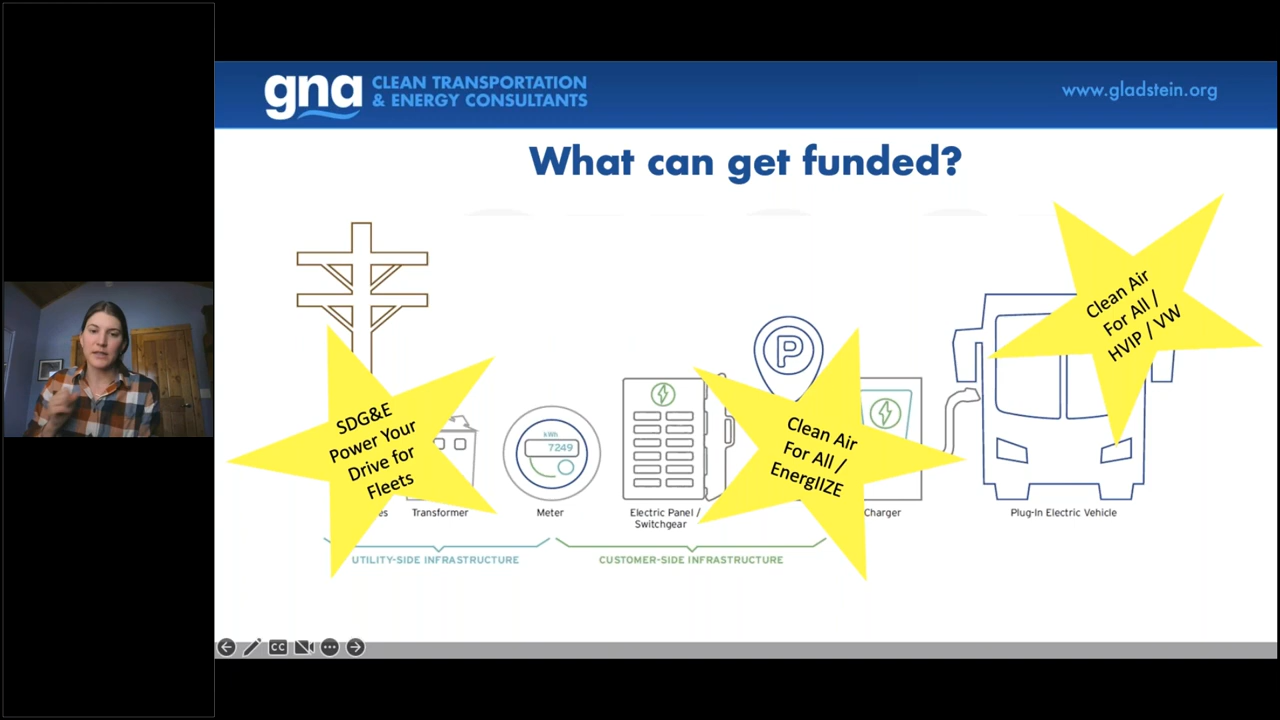 gna CLEAN TRANSPORTATION
& ENERGY CONSULTANTS
www.gladstein.org
What can get funded?
Clean Air
For All /
HVIP / VW
P
SDG&E
Power Your
Drive for
Fleets
kWh
7249
Clean Air
For All /
EnergIIZE
Transformer
Meter
Electric Panel /
Switchgear
Charger
Plug-In Electric Vehicle
UTILITY-SIDE INFRASTRUCTURE
CUSTOMER-SIDE INFRASTRUCTURE
CC